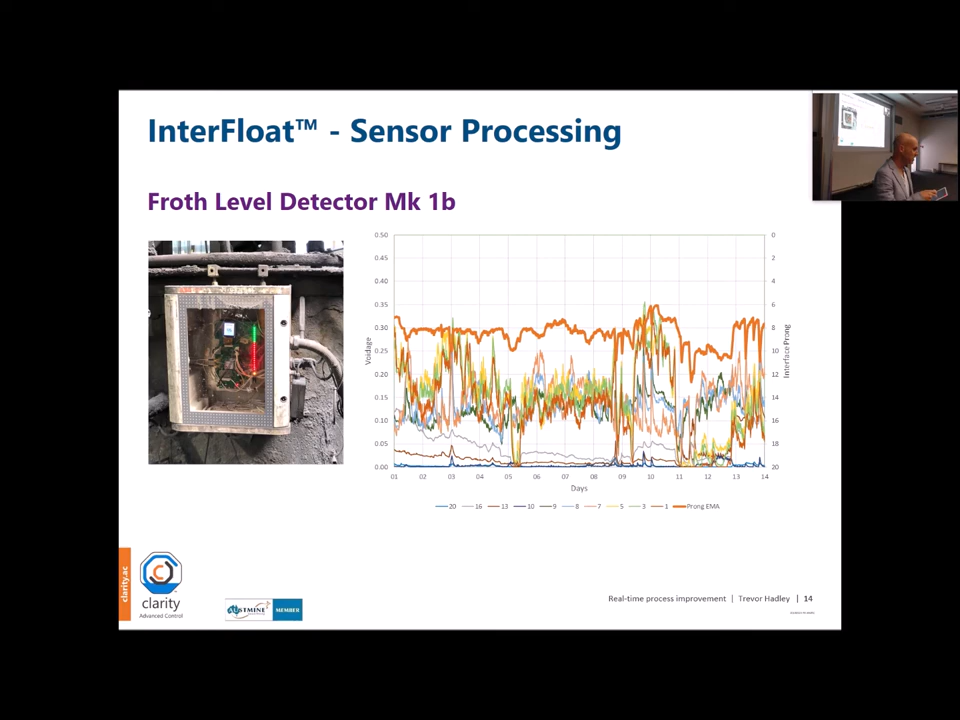 InterFloat™ - Sensor Processing
Froth Level Detector Mk 1b
0.50
0.45
0.40
0.35
0.30
0.25
0.20
0.15
0.10
0.05
0.00
Voidage
0
2
4
6
8
10
12
14
16
18
20
Interface Prong
01 02 03 04 05 06 07 08 09 10 11 12 13 14
Days
20 16 13 10 9 8 7 5 3 1 Prong EMA
clarity.ac
clarity
Advanced Control
MEMBER
Real-time process improvement | Trevor Hadley | 14